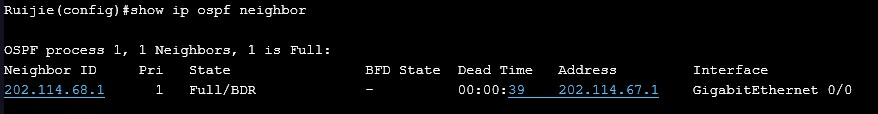 Ruijie(config)#show ip ospf neighbor
OSPF process 1, 1 Neighbors, 1 is Full:
Neighbor ID     Pri   State                BFD State  Dead Time   Address         Interface
202.114.68.1      1   Full/BDR             -          00:00:39    202.114.67.1    GigabitEthernet 0/0